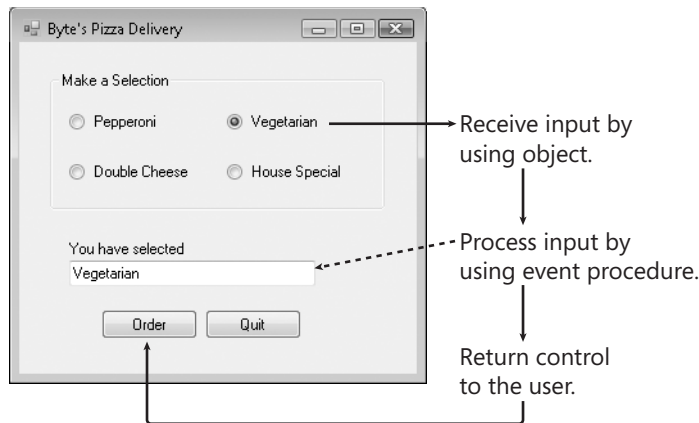 Byte's Pizza Delivery
Make a Selection
Pepperoni
Vegetarian
Double Cheese
House Special
You have selected
Vegetarian
Order
Quit
Receive input by
using object.
Process input by
using event procedure.
Return control
to the user.